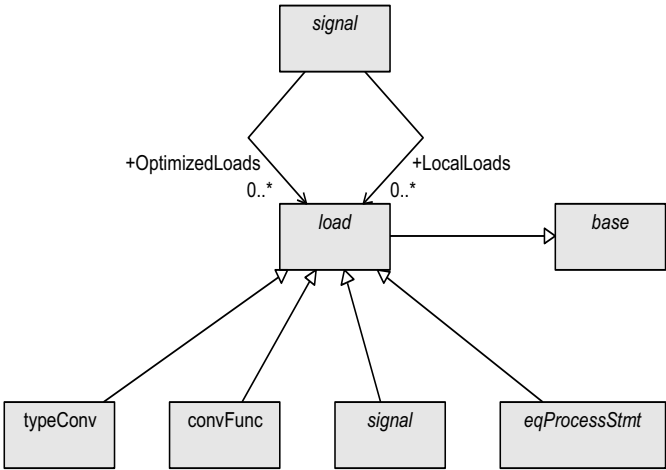 signal
+OptimizedLoads
+LocalLoads
0..*
0..*
load
base
typeConv
convFunc
signal
eqProcessStmt